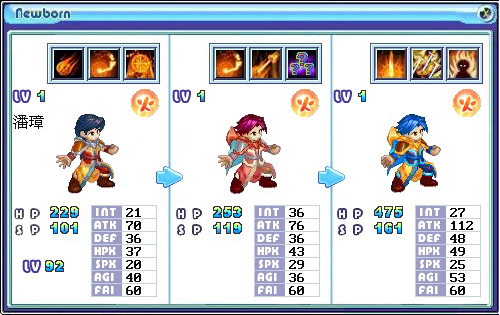 Newborn
LV 1
火
潘璋
HP 229
SP 101
LV 92
INT 21
ATK 70
DEF 36
HPX 37
SPX 20
AGI 40
FAI 60
LV 1
火
HP 253
SP 119
INT 36
ATK 76
DEF 36
HPX 43
SPX 29
AGI 36
FAI 60
LV 1
火
HP 475
SP 161
INT 27
ATK 112
DEF 48
HPX 49
SPX 25
AGI 53
FAI 60